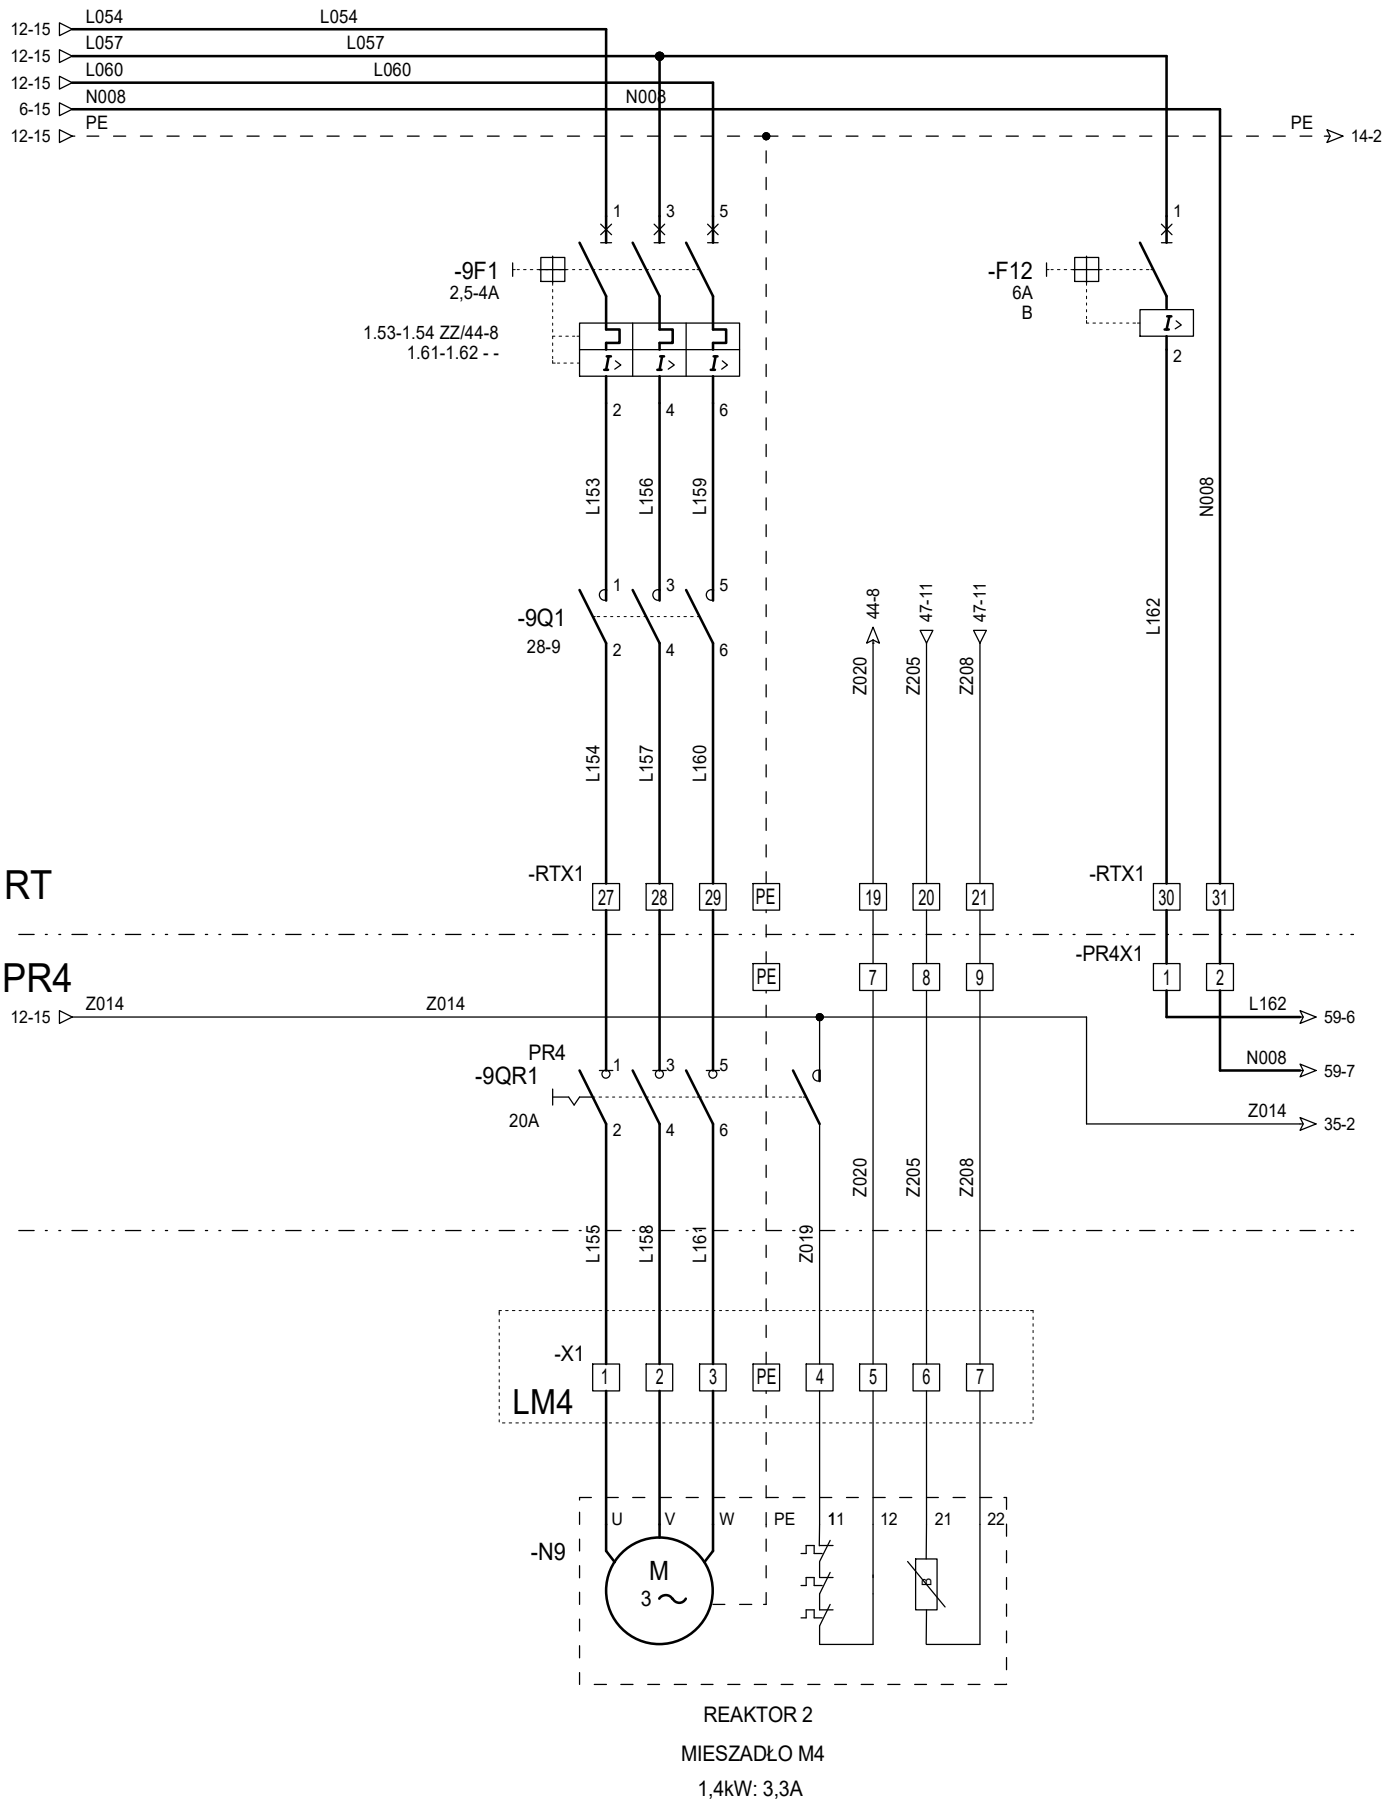 L054 L054
12-15
L057 L057
12-15
L060 L060
12-15
N008 N008
6-15
PE PE
12-15 14-2
1 3 5 1
-9F1 -F12
2,5-4A 6A
B
1.53-1.54 ZZ/44-8
1.61-1.62 - -
I> I> I> I>
2 4 6 2
L153 L156 L159 N008
1 3 5
-9Q1
28-9
2 4 6
44-8 47-11 47-11
Z020 Z205 Z208 L162
L154 L157 L160
RT
-RTX1 -RTX1
27 28 29 PE 19 20 21 30 31
PR4
-PR4X1
PE 7 8 9 1 2
Z014 Z014 L162
12-15 59-6
PR4 1 3 5 N008
-9QR1 59-7
20A Z014
2 4 6 35-2
Z020 Z205 Z208
L155 L158 L161 Z019
-X1
1 2 3 PE 4 5 6 7
LM4
U V W PE 11 12 21 22
-N9
M
3
REAKTOR 2
MIESZADŁO M4
1,4kW: 3,3A